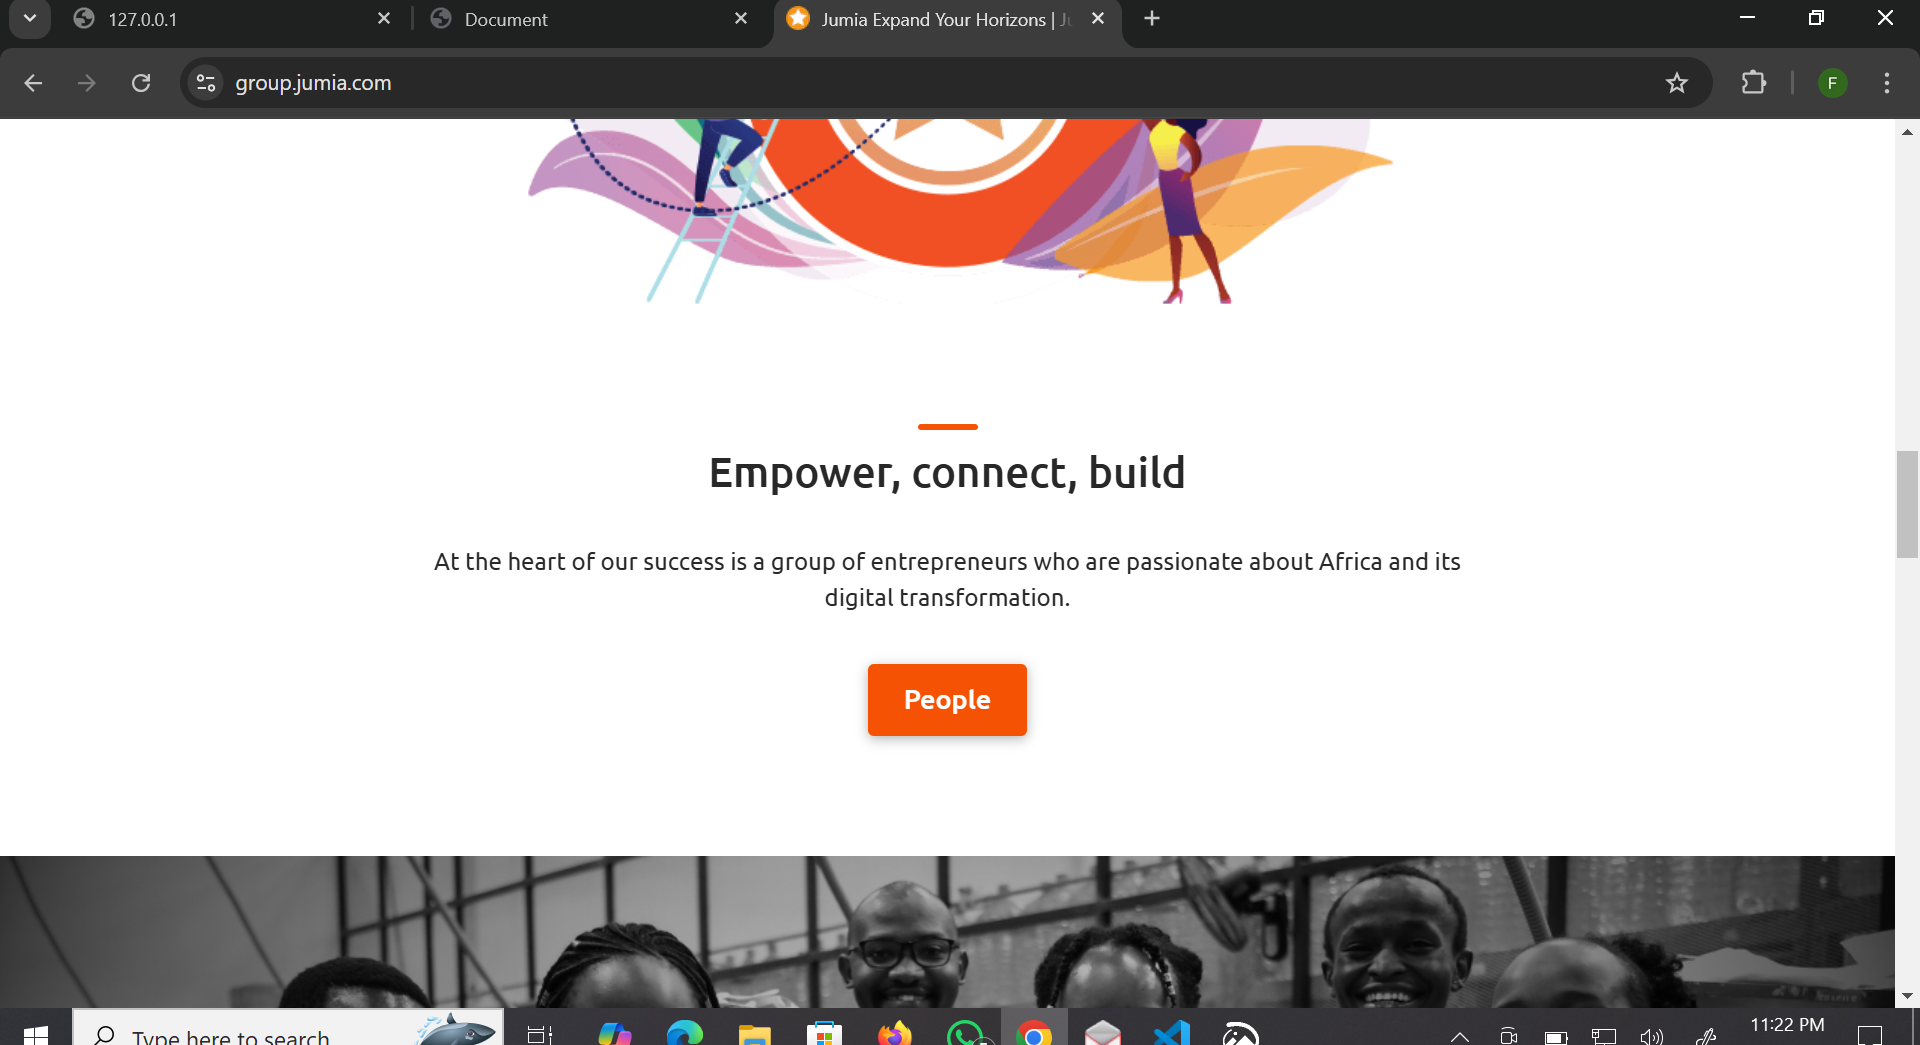 127.0.0.1
Document
Jumia Expand Your Horizons |
group.jumia.com
F
Empower, connect, build
At the heart of our success is a group of entrepreneurs who are passionate about Africa and its
digital transformation.
People
Type here to search
11:22 PM